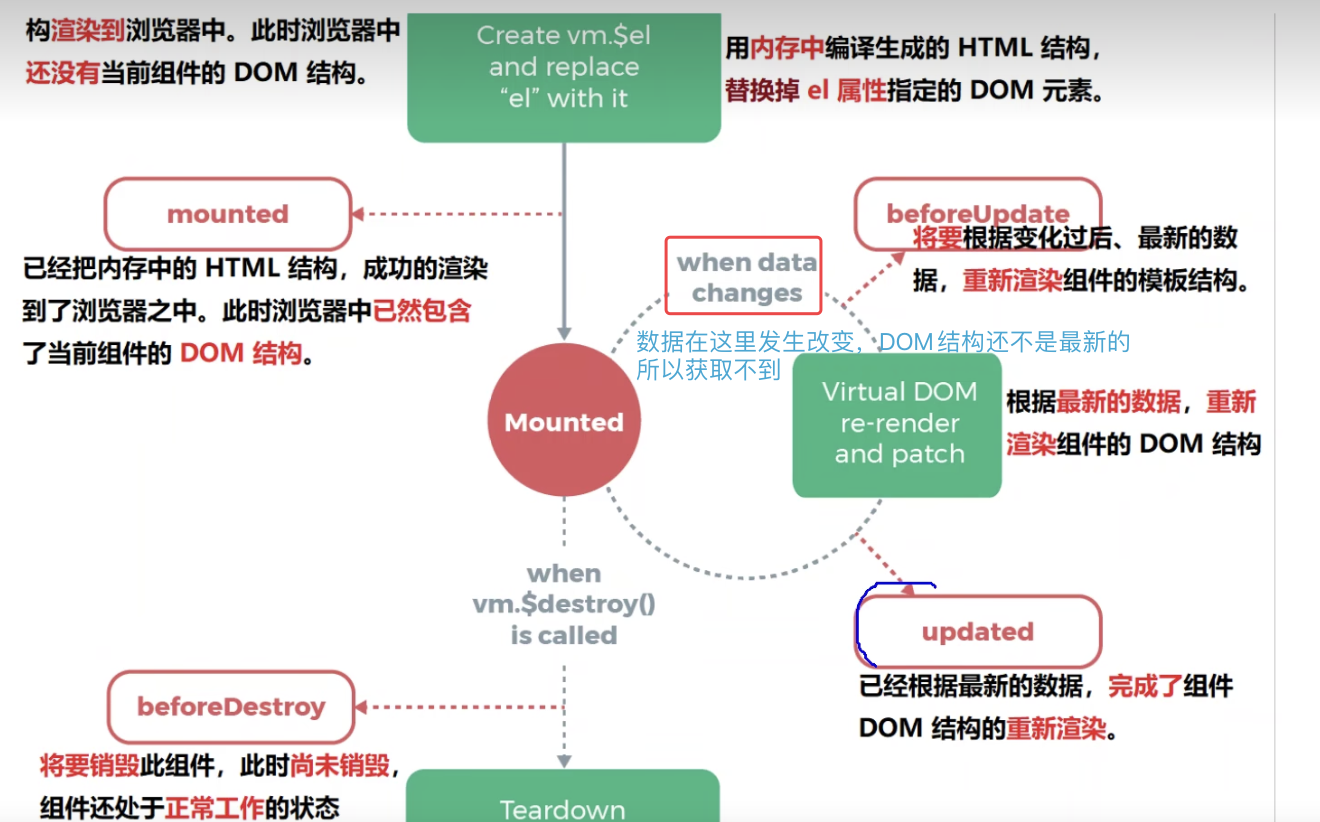 构渲染到浏览器中。此时浏览器中
还没有当前组件的 DOM 结构。
Create vm.$el
and replace
“el” with it
用内存中编译生成的 HTML 结构，
替换掉 el 属性指定的 DOM 元素。
mounted
已经把内存中的 HTML 结构，成功的渲染
到了浏览器之中。此时浏览器中已然包含
了当前组件的 DOM 结构。
beforeUpdate
将要根据变化过后、最新的数
据，重新渲染组件的模板结构。
when data
changes
数据在这里发生改变，DOM结构还不是最新的
所以获取不到
Mounted
Virtual DOM
re-render
and patch
根据最新的数据，重新
渲染组件的 DOM 结构
when
vm.$destroy()
is called
updated
已经根据最新的数据，完成了组件
DOM 结构的重新渲染。
beforeDestroy
将要销毁此组件，此时尚未销毁，
组件还处于正常工作的状态
Teardown